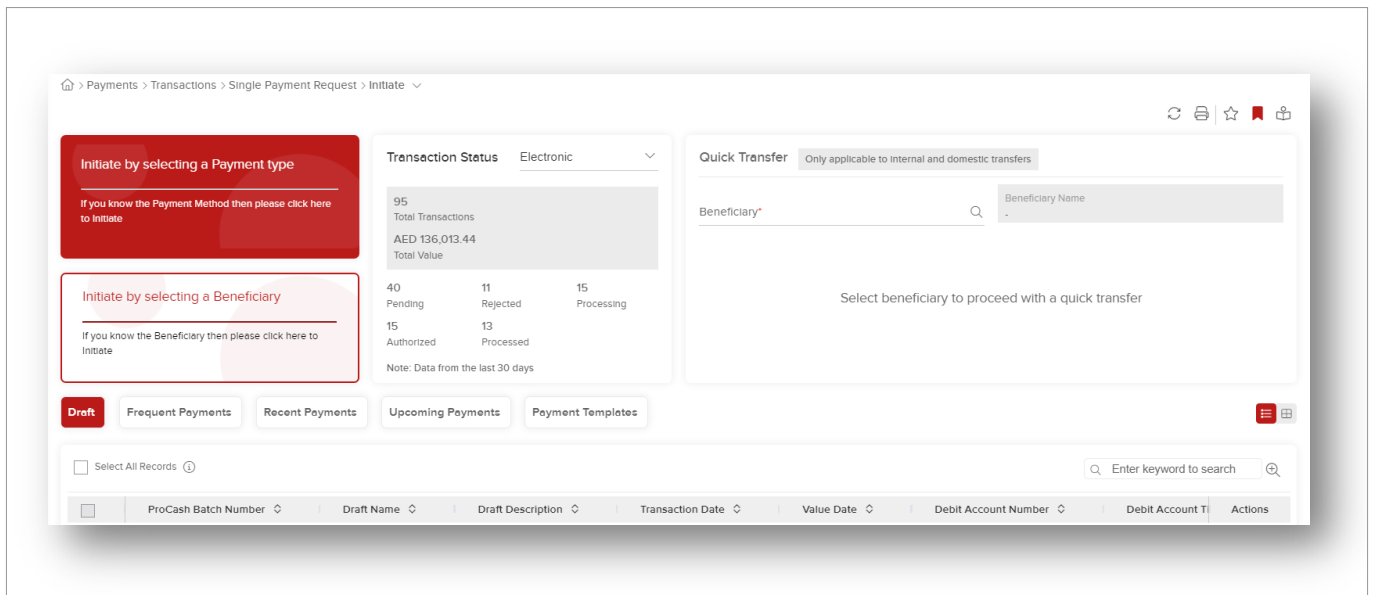 > Payments > Transactions > Single Payment Request > Initiate
Initiate by selecting a Payment type
If you know the Payment Method then please click here
to Initiate
Initiate by selecting a Beneficiary
If you know the Beneficiary then please click here to
Initiate
Transaction Status Electronic
95
Total Transactions
AED 136,013.44
Total Value
40 11 15
Pending Rejected Processing
15 13
Authorized Processed
Note: Data from the last 30 days
Quick Transfer Only applicable to internal and domestic transfers
Beneficiary*
Beneficiary Name
-
Select beneficiary to proceed with a quick transfer
Draft Frequent Payments Recent Payments Upcoming Payments Payment Templates
Select All Records
Enter keyword to search
ProCash Batch Number Draft Name Draft Description Transaction Date Value Date Debit Account Number Debit Account Actions